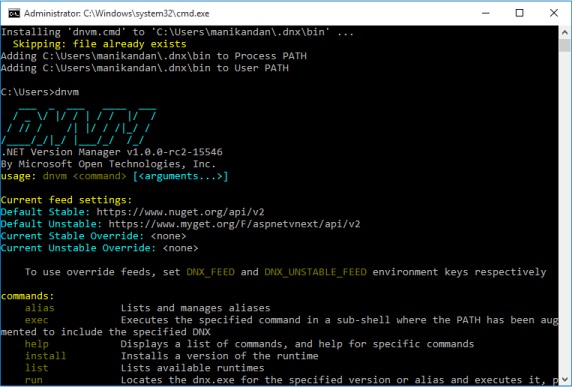 Administrator: C:\Windows\system32\cmd.exe
Installing 'dnvm.cmd' to 'C:\Users\manikandan\.dnx\bin' ...
Skipping: file already exists
Adding C:\Users\manikandan\.dnx\bin to Process PATH
Adding C:\Users\manikandan\.dnx\bin to User PATH
C:\Users>dnvm
.NET Version Manager v1.0.0-rc2-15546
By Microsoft Open Technologies, Inc.
usage: dnvm <command> [<arguments...>]
Current feed settings:
Default Stable: https://www.nuget.org/api/v2
Default Unstable: https://www.myget.org/F/aspnetvnext/api/v2
Current Stable Override: <none>
Current Unstable Override: <none>
To use override feeds, set DNX_FEED and DNX_UNSTABLE_FEED environment keys respectively
commands:
alias Lists and manages aliases
exec Executes the specified command in a sub-shell where the PATH has been aug
mented to include the specified DNX
help Displays a list of commands, and help for specific commands
install Installs a version of the runtime
list Lists available runtimes
run Locates the dnx.exe for the specified version or alias and executes it, p